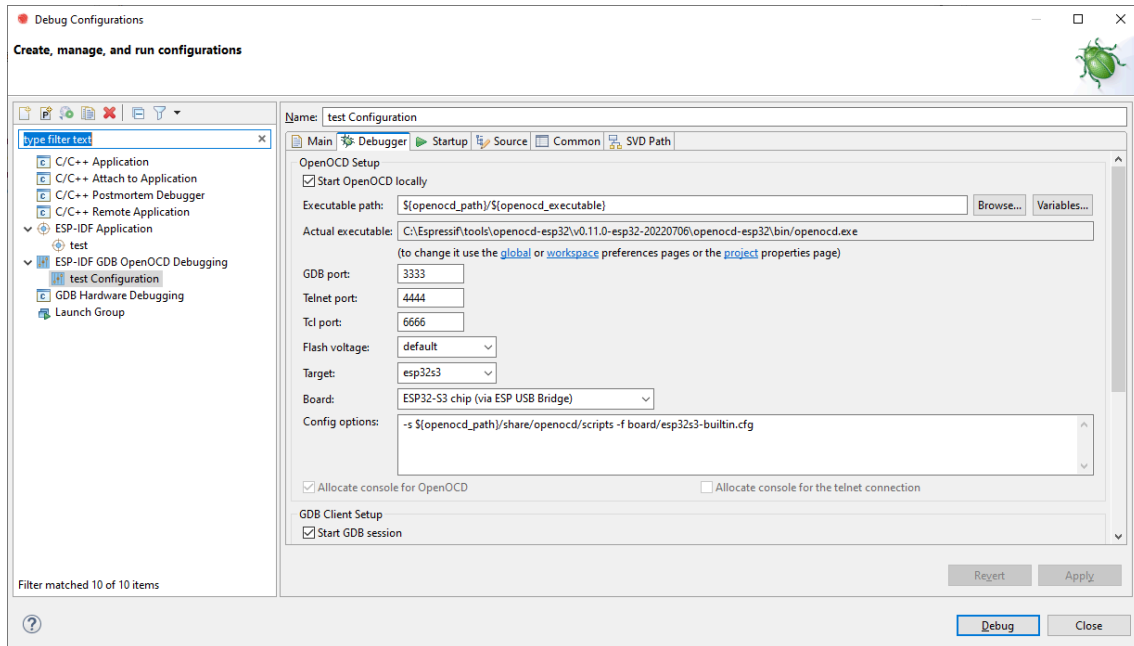 Debug Configurations
Create, manage, and run configurations
type filter text
C/C++ Application
C/C++ Attach to Application
C/C++ Postmortem Debugger
C/C++ Remote Application
ESP-IDF Application
test
ESP-IDF GDB OpenOCD Debugging
test Configuration
GDB Hardware Debugging
Launch Group
Filter matched 10 of 10 items
Name: test Configuration
Main Debugger Startup Source Common SVD Path
OpenOCD Setup
Start OpenOCD locally
Executable path: ${openocd_path}/${openocd_executable} Browse... Variables...
Actual executable: C:\Espressif\tools\openocd-esp32\v0.11.0-esp32-20220706\openocd-esp32\bin/openocd.exe
(to change it use the global or workspace preferences pages or the project properties page)
GDB port: 3333
Telnet port: 4444
Tcl port: 6666
Flash voltage: default
Target: esp32s3
Board: ESP32-S3 chip (via ESP USB Bridge)
Config options: -s ${openocd_path}/share/openocd/scripts -f board/esp32s3-builtin.cfg
Allocate console for OpenOCD Allocate console for the telnet connection
GDB Client Setup
Start GDB session
Revert Apply
Debug Close